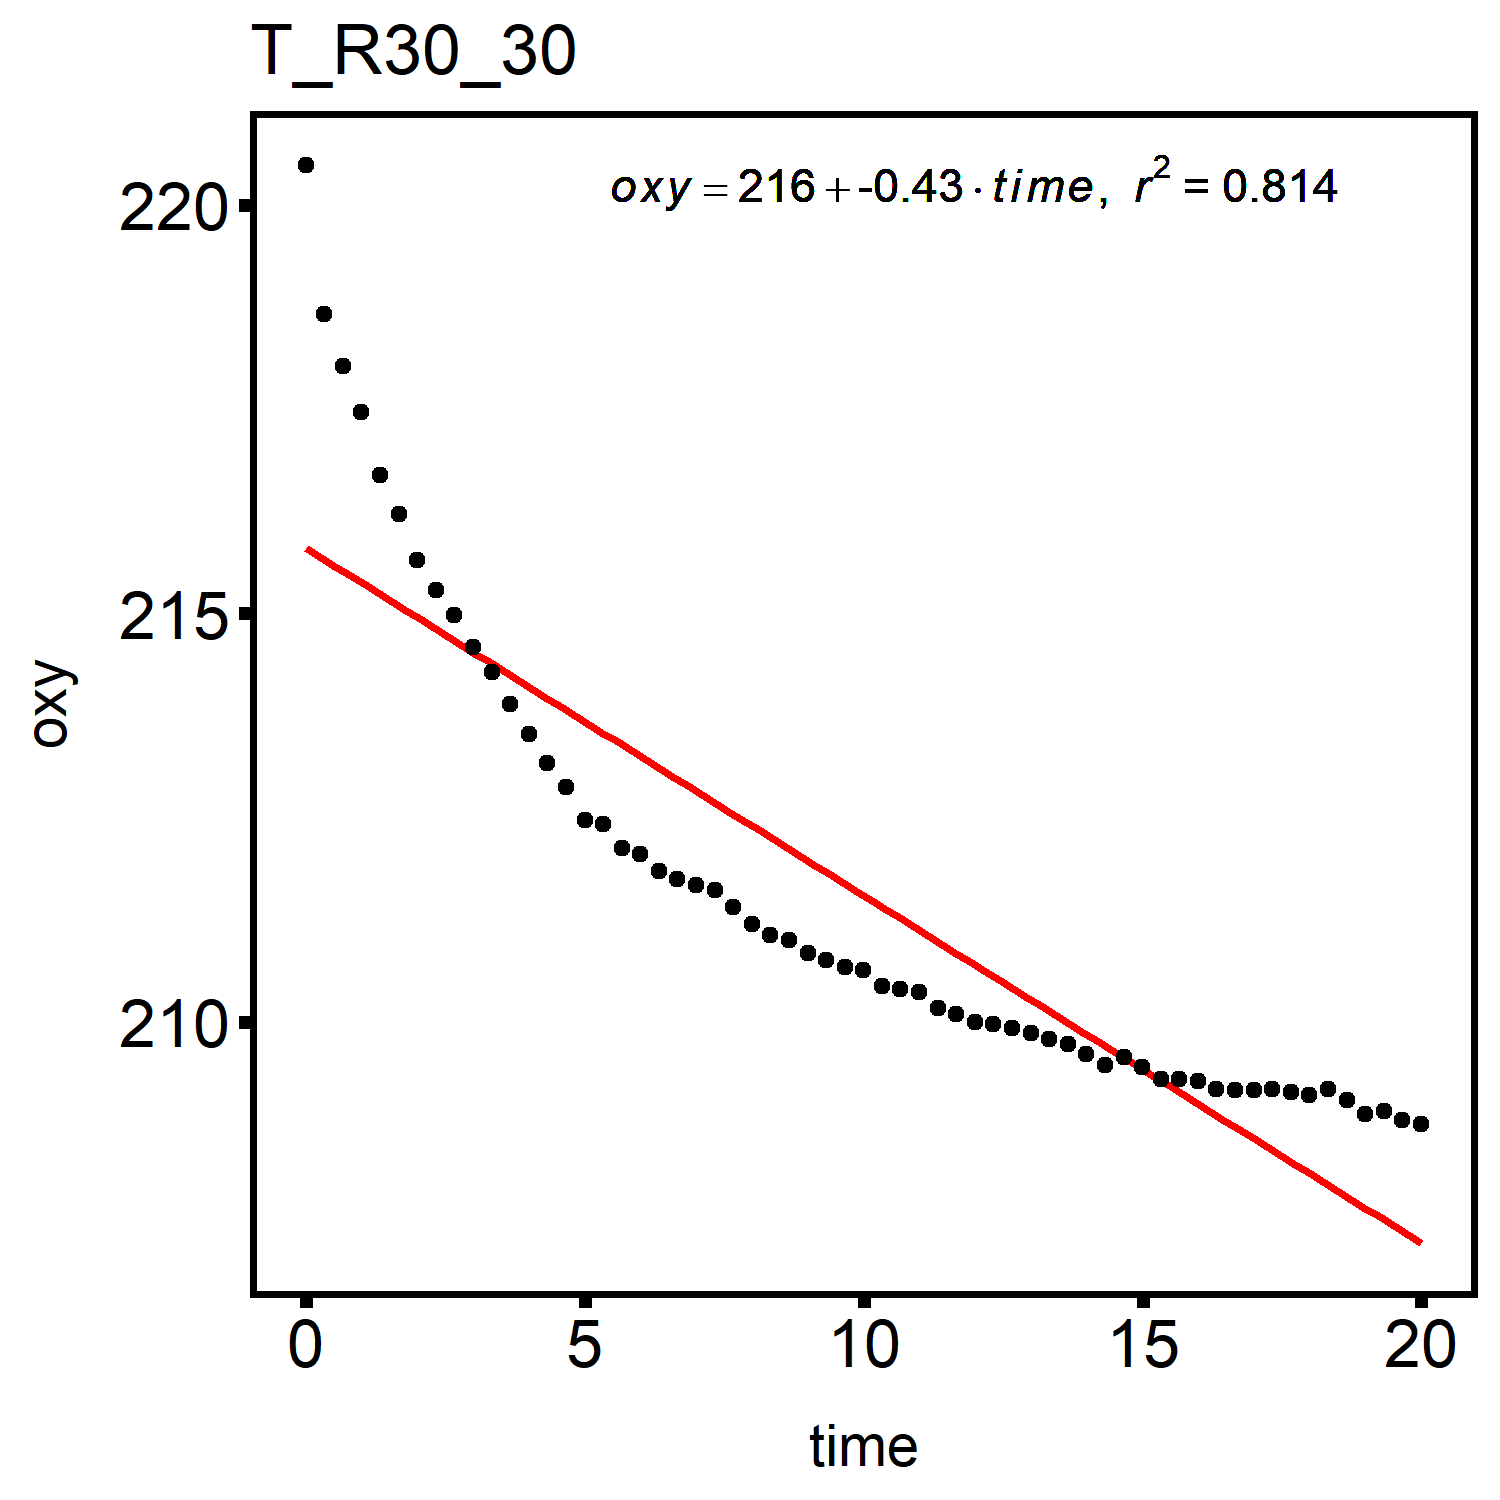 T_R30_30
oxy = 216 + -0.43 · time, r² = 0.814
220
215
210
oxy
0 5 10 15 20
time